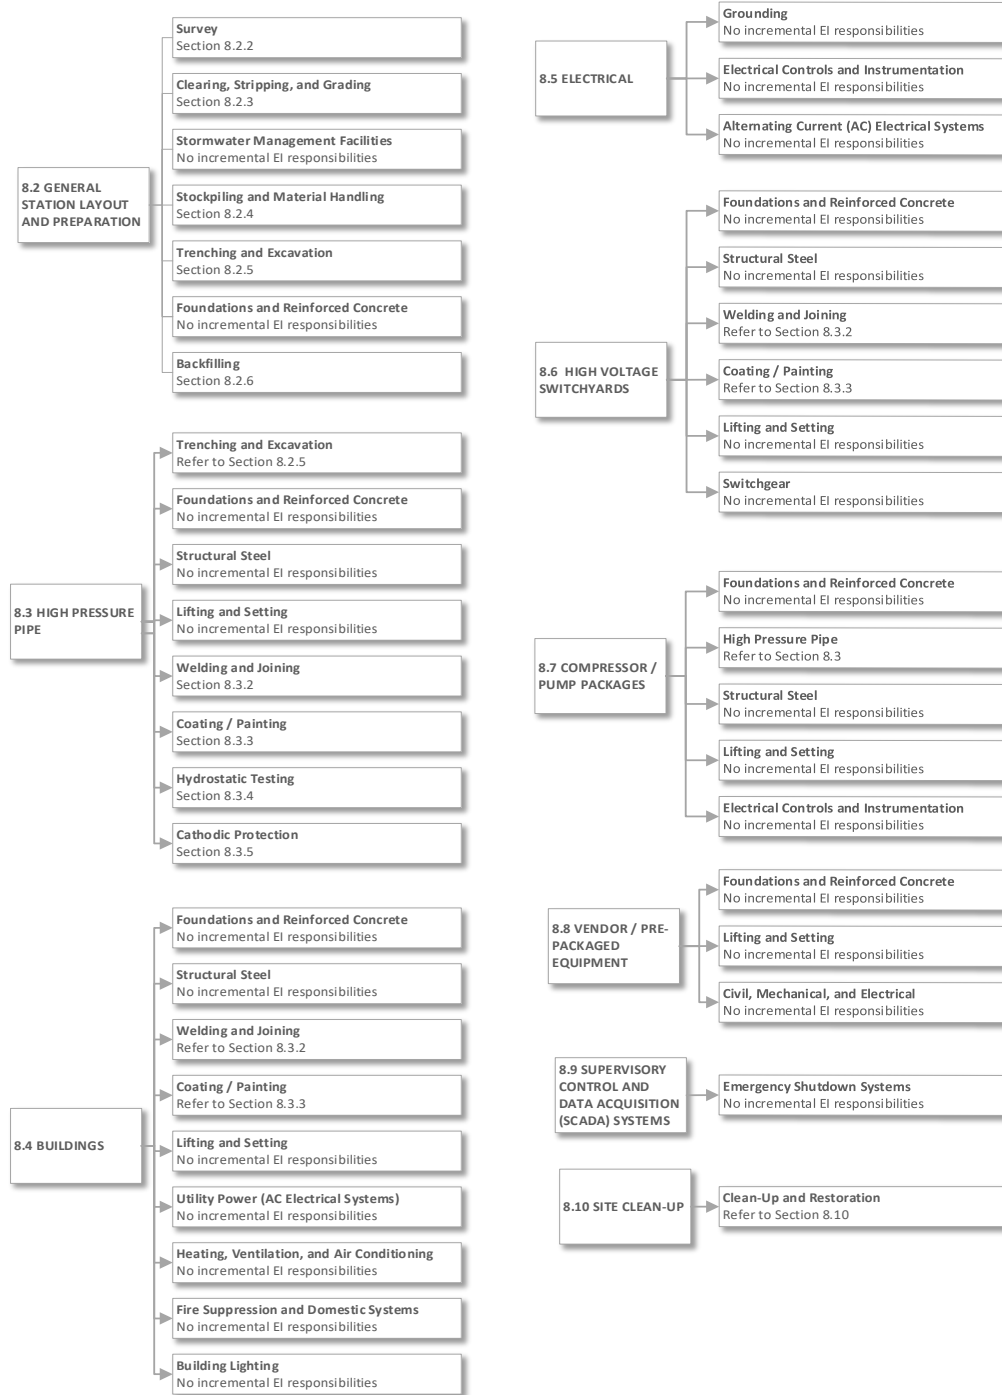 8.2 GENERAL
STATION LAYOUT
AND PREPARATION
Survey
Section 8.2.2
Clearing, Stripping, and Grading
Section 8.2.3
Stormwater Management Facilities
No incremental EI responsibilities
Stockpiling and Material Handling
Section 8.2.4
Trenching and Excavation
Section 8.2.5
Foundations and Reinforced Concrete
No incremental EI responsibilities
Backfilling
Section 8.2.6
8.3 HIGH PRESSURE
PIPE
Trenching and Excavation
Refer to Section 8.2.5
Foundations and Reinforced Concrete
No incremental EI responsibilities
Structural Steel
No incremental EI responsibilities
Lifting and Setting
No incremental EI responsibilities
Welding and Joining
Section 8.3.2
Coating / Painting
Section 8.3.3
Hydrostatic Testing
Section 8.3.4
Cathodic Protection
Section 8.3.5
8.4 BUILDINGS
Foundations and Reinforced Concrete
No incremental EI responsibilities
Structural Steel
No incremental EI responsibilities
Welding and Joining
Refer to Section 8.3.2
Coating / Painting
Refer to Section 8.3.3
Lifting and Setting
No incremental EI responsibilities
Utility Power (AC Electrical Systems)
No incremental EI responsibilities
Heating, Ventilation, and Air Conditioning
No incremental EI responsibilities
Fire Suppression and Domestic Systems
No incremental EI responsibilities
Building Lighting
No incremental EI responsibilities
8.5 ELECTRICAL
Grounding
No incremental EI responsibilities
Electrical Controls and Instrumentation
No incremental EI responsibilities
Alternating Current (AC) Electrical Systems
No incremental EI responsibilities
8.6 HIGH VOLTAGE
SWITCHYARDS
Foundations and Reinforced Concrete
No incremental EI responsibilities
Structural Steel
No incremental EI responsibilities
Welding and Joining
Refer to Section 8.3.2
Coating / Painting
Refer to Section 8.3.3
Lifting and Setting
No incremental EI responsibilities
Switchgear
No incremental EI responsibilities
8.7 COMPRESSOR /
PUMP PACKAGES
Foundations and Reinforced Concrete
No incremental EI responsibilities
High Pressure Pipe
Refer to Section 8.3
Structural Steel
No incremental EI responsibilities
Lifting and Setting
No incremental EI responsibilities
Electrical Controls and Instrumentation
No incremental EI responsibilities
8.8 VENDOR / PRE-
PACKAGED
EQUIPMENT
Foundations and Reinforced Concrete
No incremental EI responsibilities
Lifting and Setting
No incremental EI responsibilities
Civil, Mechanical, and Electrical
No incremental EI responsibilities
8.9 SUPERVISORY
CONTROL AND
DATA ACQUISITION
(SCADA) SYSTEMS
Emergency Shutdown Systems
No incremental EI responsibilities
8.10 SITE CLEAN-UP
Clean-Up and Restoration
Refer to Section 8.10